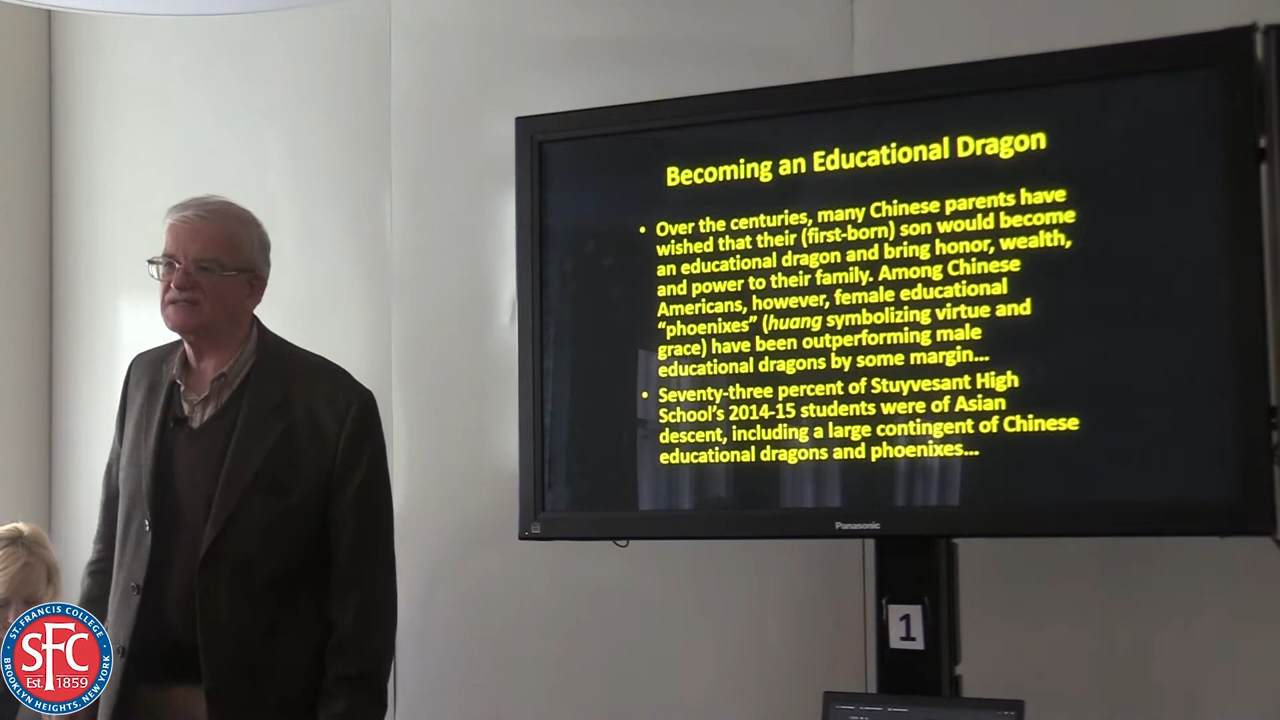 Becoming an Educational Dragon
• Over the centuries, many Chinese parents have
wished that their (first-born) son would become
an educational dragon and bring honor, wealth,
and power to their family. Among Chinese
Americans, however, female educational
“phoenixes” (huang symbolizing virtue and
grace) have been outperforming male
educational dragons by some margin...
• Seventy-three percent of Stuyvesant High
School’s 2014-15 students were of Asian
descent, including a large contingent of Chinese
educational dragons and phoenixes...
Panasonic
1
ST. FRANCIS COLLEGE
SFC
EST. 1859
BROOKLYN HEIGHTS, NEW YORK